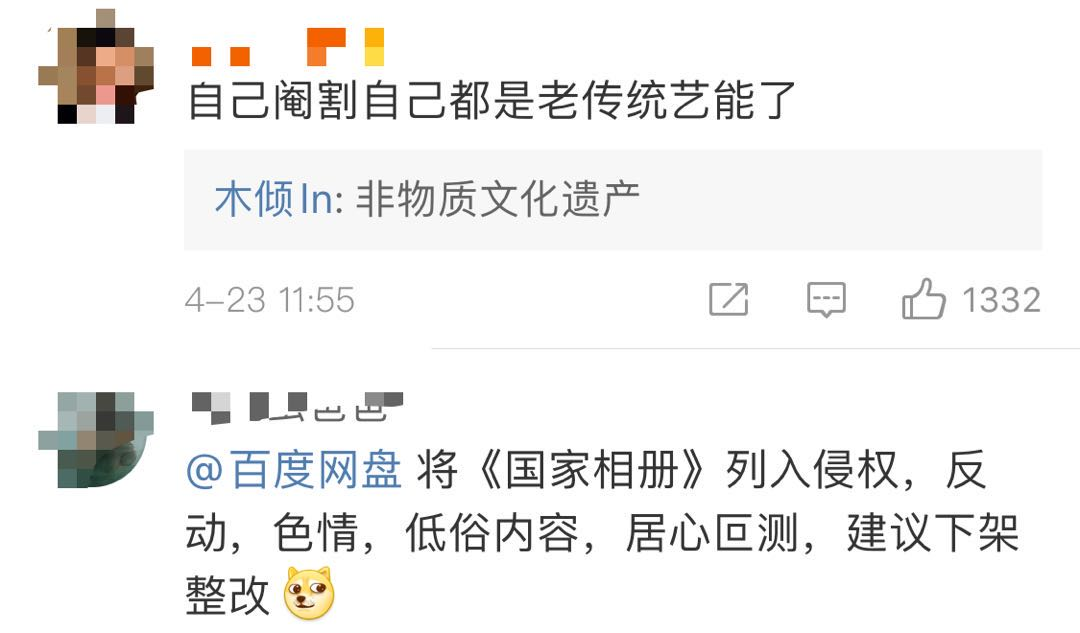 自己阉割自己都是老传统艺能了
木倾In: 非物质文化遗产
4-23 11:55
1332
@百度网盘 将《国家相册》列入侵权，反
动，色情，低俗内容，居心叵测，建议下架
整改